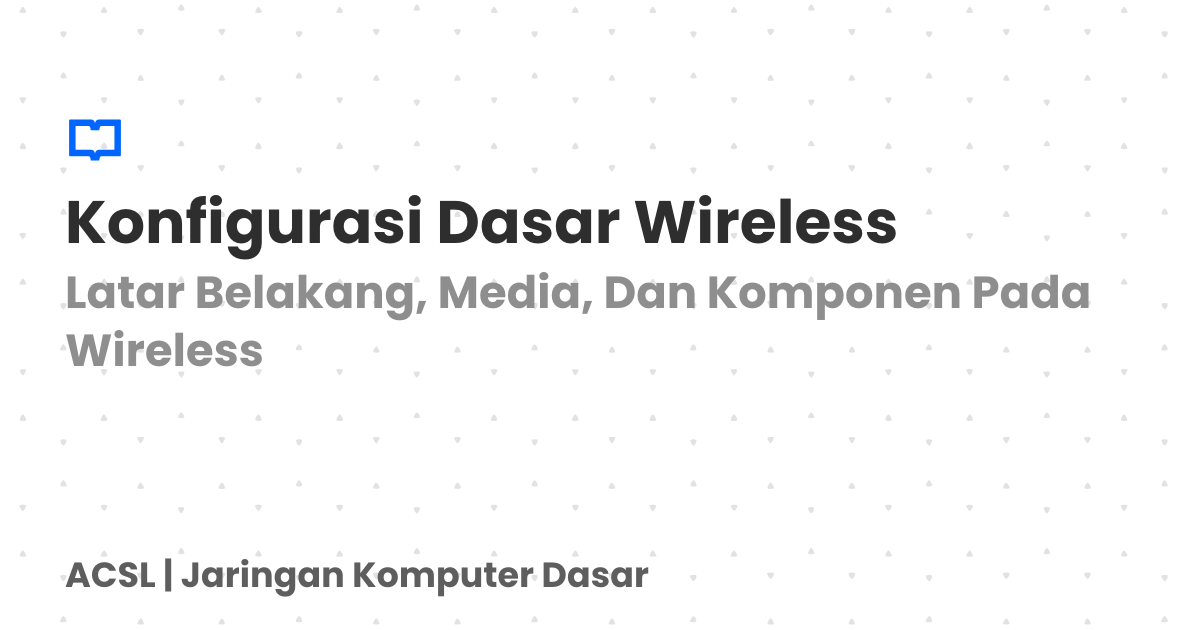 Konfigurasi Dasar Wireless
Latar Belakang, Media, Dan Komponen Pada
Wireless
ACSL | Jaringan Komputer Dasar